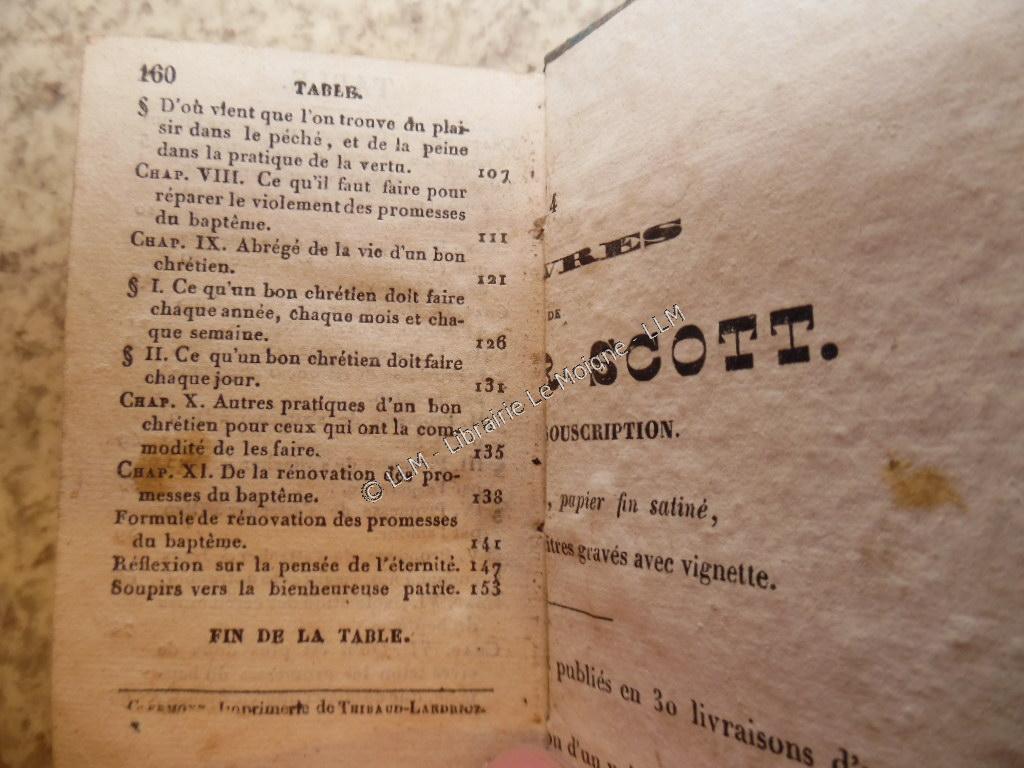 160
TABLE.
§ D'où vient que l'on trouve du plai-
sir dans le péché, et de la peine
dans la pratique de la vertu. 107
CHAP. VIII. Ce qu'il faut faire pour
réparer le violement des promesses
du baptême. 111
CHAP. IX. Abrégé de la vie d'un bon
chrétien. 121
§ I. Ce qu'un bon chrétien doit faire
chaque année, chaque mois et cha-
que semaine. 126
§ II. Ce qu'un bon chrétien doit faire
chaque jour. 131
CHAP. X. Autres pratiques d'un bon
chrétien pour ceux qui ont la com-
modité de les faire. 135
CHAP. XI. De la rénovation des pro-
messes du baptême. 138
Formule de rénovation des promesses
du baptême. 141
Réflexion sur la pensée de l'éternité. 147
Soupirs vers la bienheureuse patrie. 153
FIN DE LA TABLE.
CLERMONT, Imprimerie de THIBAUD-LANDRIOT.
4
VRES
DE
R SCOTT.
SOUSCRIPTION.
, papier fin satiné,
itres gravés avec vignette.
publiés en 30 livraisons d'
on d'un
© LLM - Librairie Le Moigne - LLM